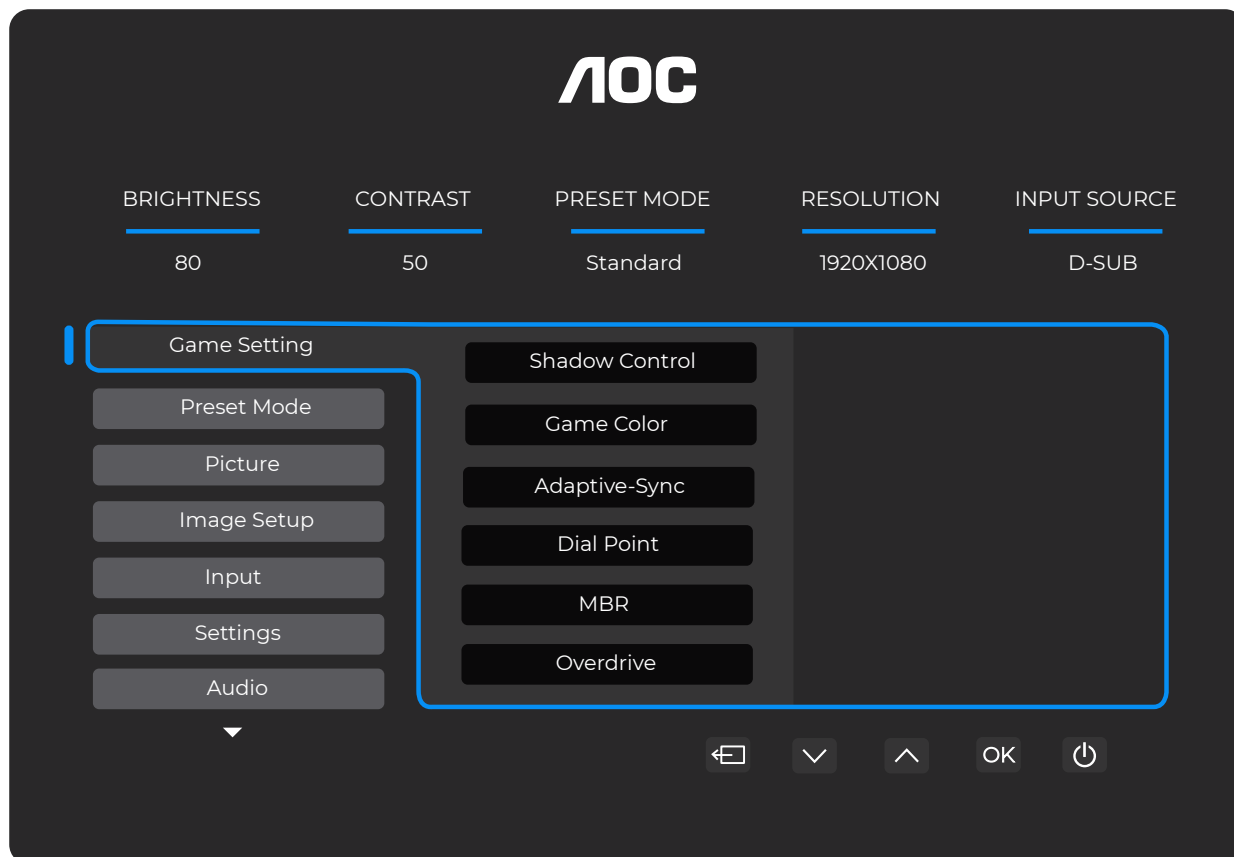 AOC
BRIGHTNESS CONTRAST PRESET MODE RESOLUTION INPUT SOURCE
80 50 Standard 1920X1080 D-SUB
Game Setting
Preset Mode
Picture
Image Setup
Input
Settings
Audio
Shadow Control
Game Color
Adaptive-Sync
Dial Point
MBR
Overdrive
OK